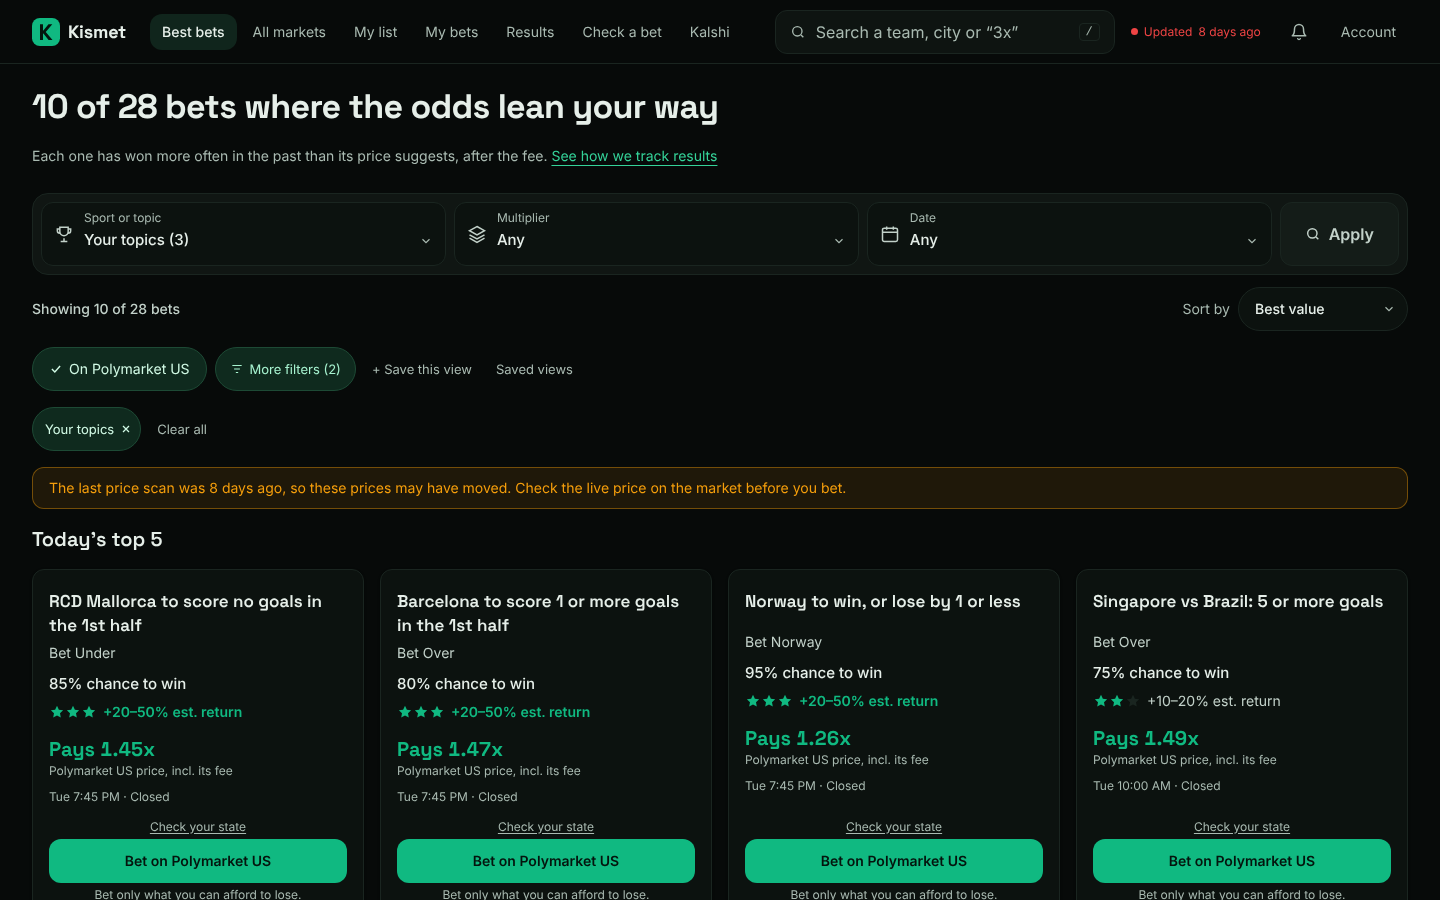 K Kismet Best bets All markets My list My bets Results Check a bet Kalshi Search a team, city or “3x” / Updated 8 days ago Account
10 of 28 bets where the odds lean your way
Each one has won more often in the past than its price suggests, after the fee. See how we track results
Sport or topic
Your topics (3)
Multiplier
Any
Date
Any
Apply
Showing 10 of 28 bets
Sort by Best value
On Polymarket US More filters (2) + Save this view Saved views
Your topics × Clear all
The last price scan was 8 days ago, so these prices may have moved. Check the live price on the market before you bet.
Today’s top 5
RCD Mallorca to score no goals in
the 1st half
Bet Under
85% chance to win
+20–50% est. return
Pays 1.45x
Polymarket US price, incl. its fee
Tue 7:45 PM · Closed
Check your state
Bet on Polymarket US
Bet only what you can afford to lose.
Barcelona to score 1 or more goals
in the 1st half
Bet Over
80% chance to win
+20–50% est. return
Pays 1.47x
Polymarket US price, incl. its fee
Tue 7:45 PM · Closed
Check your state
Bet on Polymarket US
Bet only what you can afford to lose.
Norway to win, or lose by 1 or less
Bet Norway
95% chance to win
+20–50% est. return
Pays 1.26x
Polymarket US price, incl. its fee
Tue 7:45 PM · Closed
Check your state
Bet on Polymarket US
Bet only what you can afford to lose.
Singapore vs Brazil: 5 or more goals
Bet Over
75% chance to win
+10–20% est. return
Pays 1.49x
Polymarket US price, incl. its fee
Tue 10:00 AM · Closed
Check your state
Bet on Polymarket US
Bet only what you can afford to lose.